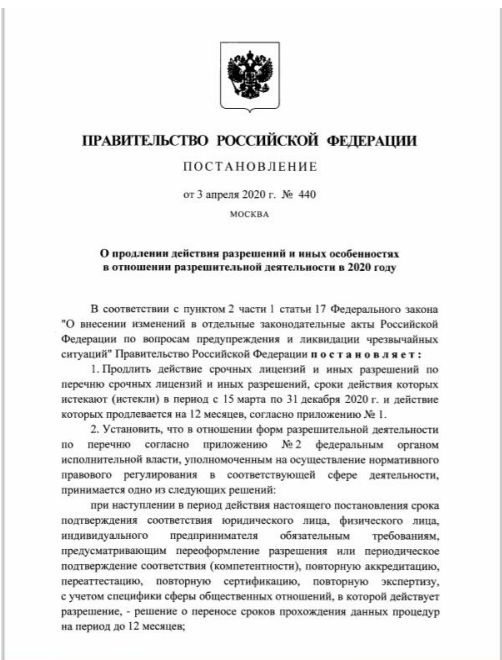 ПРАВИТЕЛЬСТВО РОССИЙСКОЙ ФЕДЕРАЦИИ
ПОСТАНОВЛЕНИЕ
от 3 апреля 2020 г. № 440
МОСКВА
О продлении действия разрешений и иных особенностях
в отношении разрешительной деятельности в 2020 году
В соответствии с пунктом 2 части 1 статьи 17 Федерального закона
"О внесении изменений в отдельные законодательные акты Российской
Федерации по вопросам предупреждения и ликвидации чрезвычайных
ситуаций" Правительство Российской Федерации постановляет:
1. Продлить действие срочных лицензий и иных разрешений по
перечню срочных лицензий и иных разрешений, сроки действия которых
истекают (истекли) в период с 15 марта по 31 декабря 2020 г. и действие
которых продлевается на 12 месяцев, согласно приложению № 1.
2. Установить, что в отношении форм разрешительной деятельности
по перечню согласно приложению № 2 федеральным органом
исполнительной власти, уполномоченным на осуществление нормативного
правового регулирования в соответствующей сфере деятельности,
принимается одно из следующих решений:
при наступлении в период действия настоящего постановления срока
подтверждения соответствия юридического лица, физического лица,
индивидуального предпринимателя обязательным требованиям,
предусматривающим переоформление разрешения или периодическое
подтверждение соответствия (компетентности), повторную аккредитацию,
переаттестацию, повторную сертификацию, повторную экспертизу,
с учетом специфики сферы общественных отношений, в которой действует
разрешение, - решение о переносе сроков прохождения данных процедур
на период до 12 месяцев;